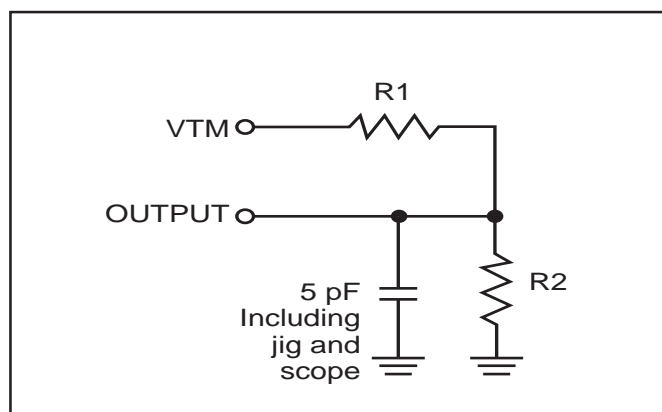 R1
VTM
OUTPUT
5 pF
Including
jig and
scope
R2